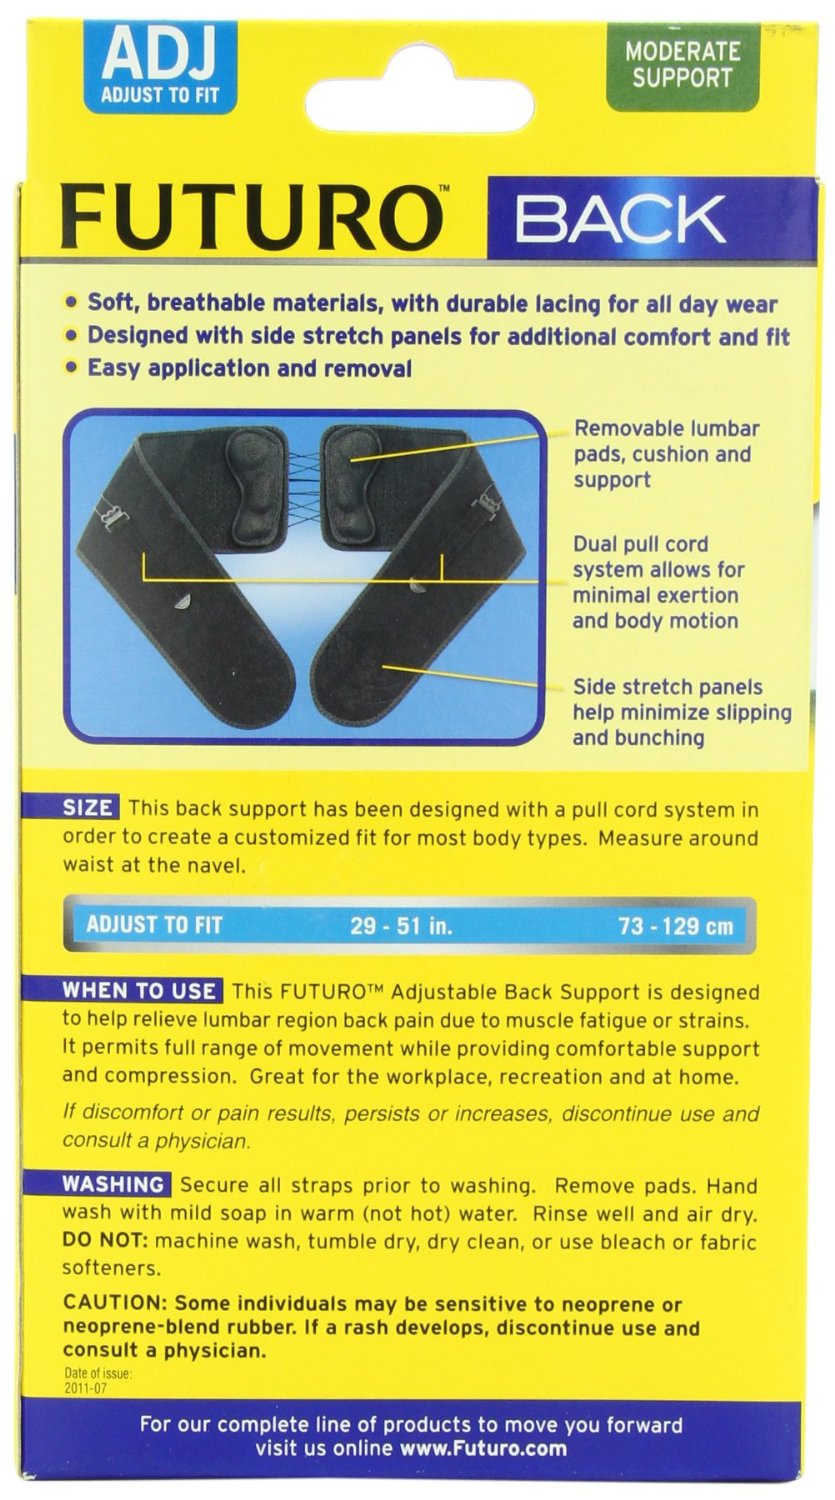 ADJ
ADJUST TO FIT
MODERATE
SUPPORT
FUTURO™ BACK
• Soft, breathable materials, with durable lacing for all day wear
• Designed with side stretch panels for additional comfort and fit
• Easy application and removal
Removable lumbar
pads, cushion and
support
Dual pull cord
system allows for
minimal exertion
and body motion
Side stretch panels
help minimize slipping
and bunching
SIZE This back support has been designed with a pull cord system in
order to create a customized fit for most body types. Measure around
waist at the navel.
ADJUST TO FIT 29 - 51 in. 73 - 129 cm
WHEN TO USE This FUTURO™ Adjustable Back Support is designed
to help relieve lumbar region back pain due to muscle fatigue or strains.
It permits full range of movement while providing comfortable support
and compression. Great for the workplace, recreation and at home.
If discomfort or pain results, persists or increases, discontinue use and
consult a physician.
WASHING Secure all straps prior to washing. Remove pads. Hand
wash with mild soap in warm (not hot) water. Rinse well and air dry.
DO NOT: machine wash, tumble dry, dry clean, or use bleach or fabric
softeners.
CAUTION: Some individuals may be sensitive to neoprene or
neoprene-blend rubber. If a rash develops, discontinue use and
consult a physician.
Date of issue:
2011-07
For our complete line of products to move you forward
visit us online www.Futuro.com